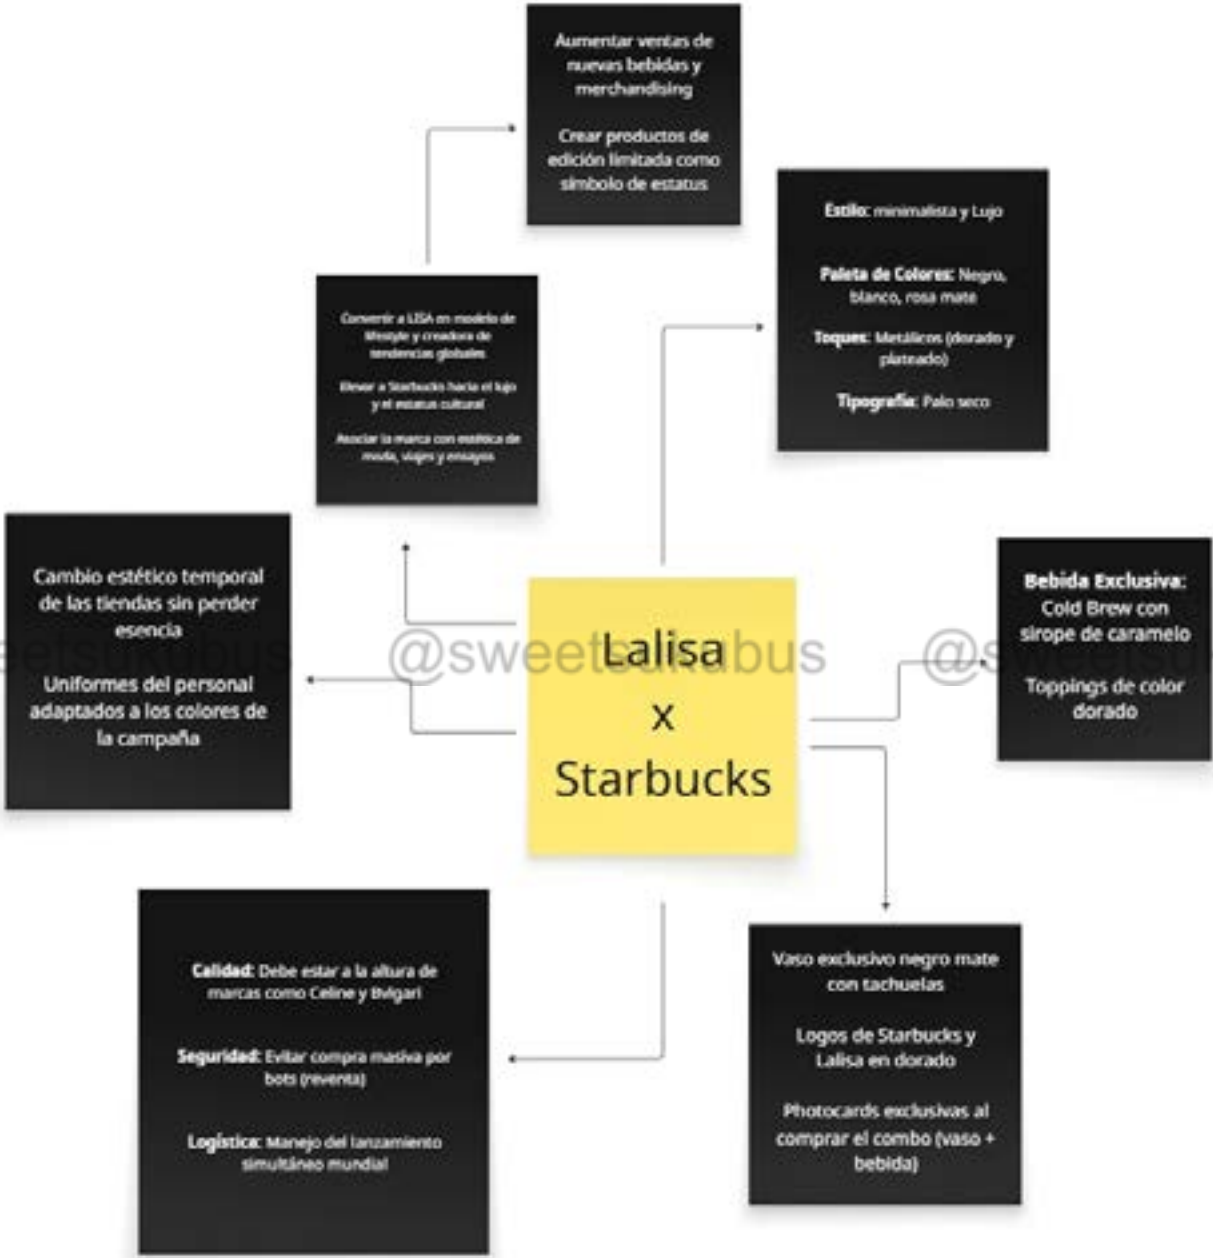 Aumentar ventas de
nuevas bebidas y
merchandising
Crear productos de
edición limitada como
símbolo de estatus
Estilo: minimalista y Lujo
Paleta de Colores: Negro,
blanco, rosa mate
Toques: Metálicos (dorado y
plateado)
Tipografía: Palo seco
Convertir a LISA en modelo de
lifestyle y creadora de
tendencias globales
Elevar a Starbucks hacia el lujo
y el estatus cultural
Asociar la marca con estética de
moda, viajes y ensayos
Cambio estético temporal
de las tiendas sin perder
esencia
Uniformes del personal
adaptados a los colores de
la campaña
Lalisa
x
Starbucks
@sweetsukubus
Bebida Exclusiva:
Cold Brew con
sirope de caramelo
Toppings de color
dorado
Calidad: Debe estar a la altura de
marcas como Celine y Bvlgari
Seguridad: Evitar compra masiva por
bots (reventa)
Logística: Manejo del lanzamiento
simultáneo mundial
Vaso exclusivo negro mate
con tachuelas
Logos de Starbucks y
Lalisa en dorado
Photocards exclusivas al
comprar el combo (vaso +
bebida)